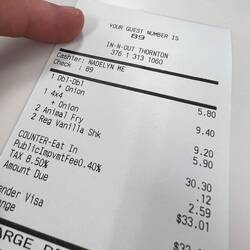 YOUR GUEST NUMBER IS
89
IN-N-OUT THORNTON
376 1 313 1060
Cashier: NADELYN ME
Check : 89
1 Dbl-Dbl
+ Onion 5.80
1 4x4
+ Onion 9.40
2 Animal Fry 9.20
2 Reg Vanilla Shk 5.90
COUNTER-Eat In 30.30
PublicImpvmtFee0.40% .12
TAX 8.50% 2.59
Amount Due $33.01
ender Visa $33.01
ange